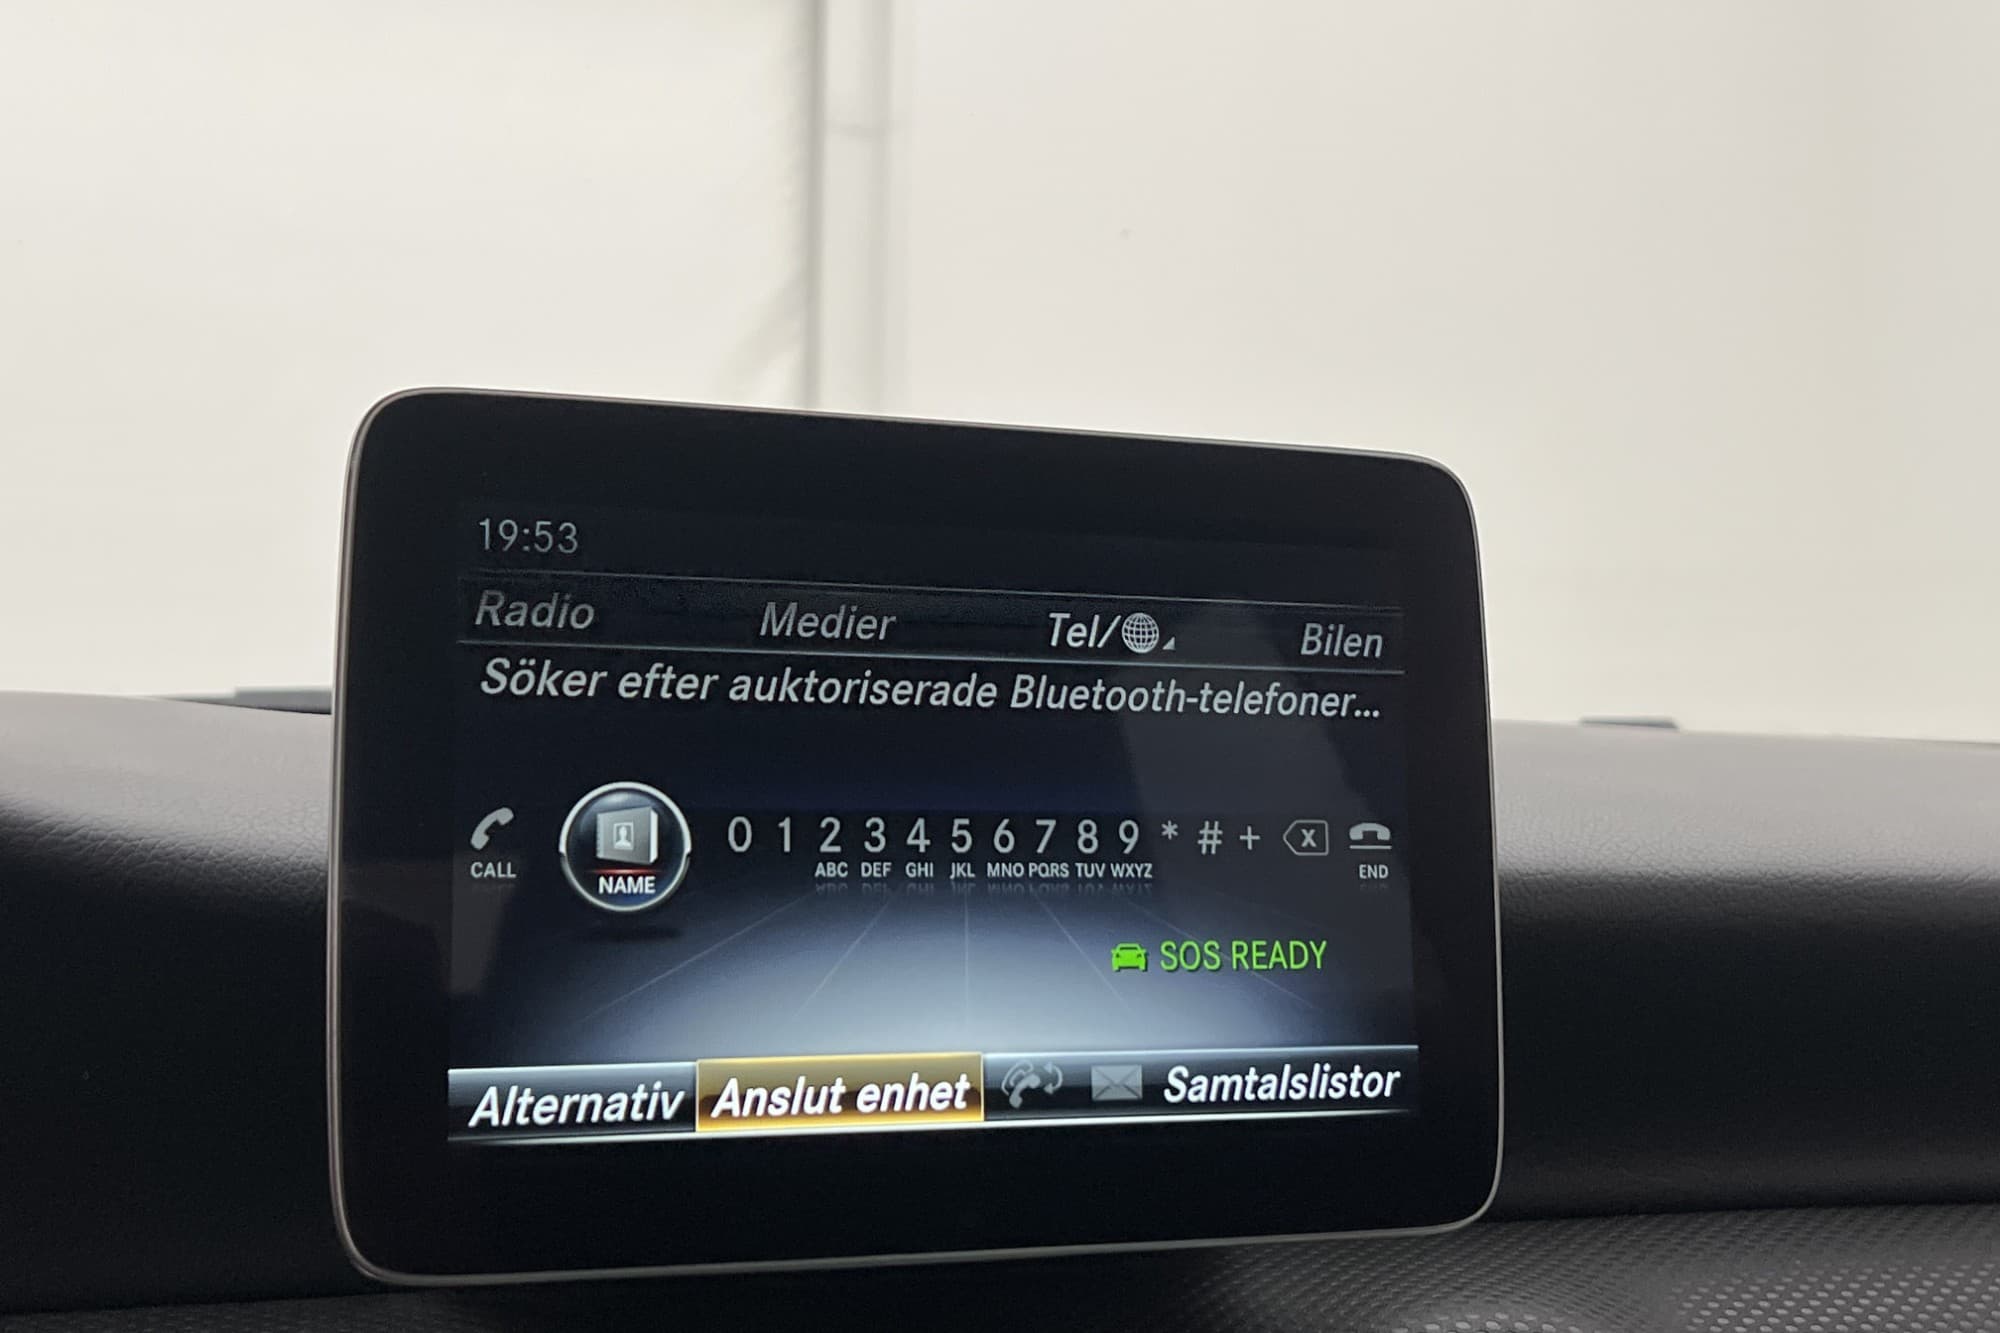 19:53
Radio Medier Tel/ Bilen
Söker efter auktoriserade Bluetooth-telefoner...
0 1 2 3 4 5 6 7 8 9 * # + X
CALL NAME ABC DEF GHI JKL MNO PQRS TUV WXYZ END
SOS READY
Alternativ Anslut enhet Samtalslistor